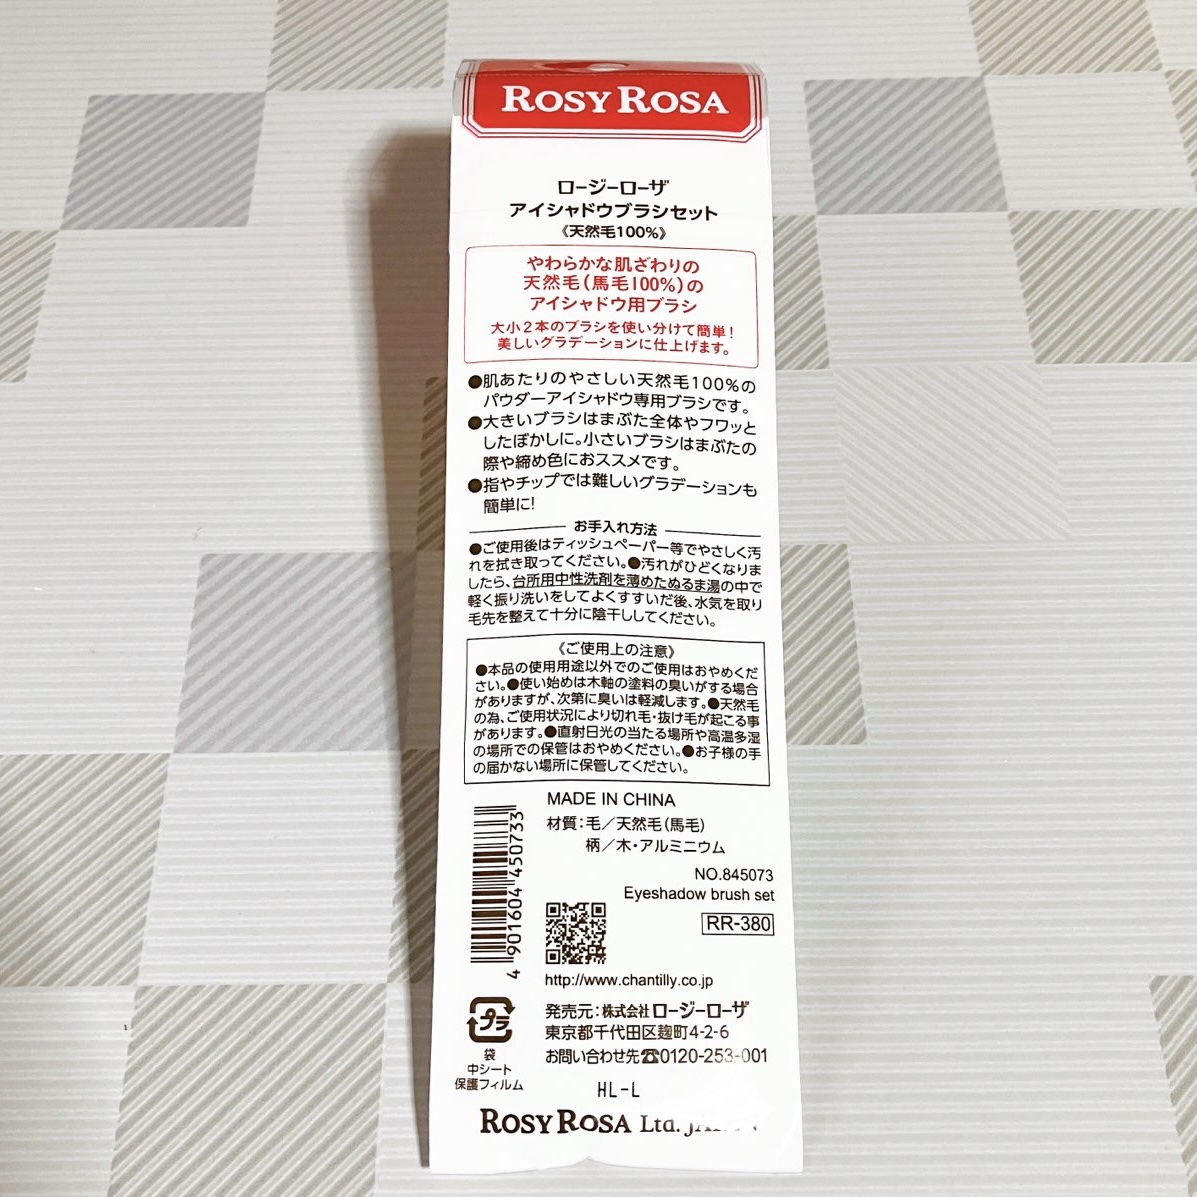 ROSY ROSA
ロージーローザ
アイシャドウブラシセット
《天然毛100%》
やわらかな肌ざわりの
天然毛(馬毛100%)の
アイシャドウ用ブラシ
大小2本のブラシを使い分けて簡単!
美しいグラデーションに仕上げます。
●肌あたりのやさしい天然毛100%の
パウダーアイシャドウ専用ブラシです。
●大きいブラシはまぶた全体やフワッと
したぼかしに。小さいブラシはまぶたの
際や締め色におススメです。
●指やチップでは難しいグラデーションも
簡単に!
お手入れ方法
●ご使用後はティッシュペーパー等でやさしく汚
れを拭き取ってください。●汚れがひどくなりま
したら、台所用中性洗剤を薄めたぬるま湯の中で
軽く振り洗いをしてよくすすいだ後、水気を取り
毛先を整えて十分に陰干ししてください。
《ご使用上の注意》
●本品の使用用途以外でのご使用はおやめくだ
さい。●使い始めは木軸の塗料の臭いがする場合
がありますが、次第に臭いは軽減します。●天然毛
の為、ご使用状況により切れ毛・抜け毛が起こる事
があります。●直射日光の当たる場所や高温多湿
の場所での保管はおやめください。●お子様の手
の届かない場所に保管してください。
MADE IN CHINA
材質:毛/天然毛(馬毛)
柄/木・アルミニウム
NO.845073
Eyeshadow brush set
RR-380
4 901604 450733
http://www.chantilly.co.jp
発売元:株式会社ロージーローザ
東京都千代田区麹町4-2-6
お問い合わせ先☎0120-253-001
プラ
袋
中シート
保護フィルム
HL-L
ROSY ROSA Ltd.